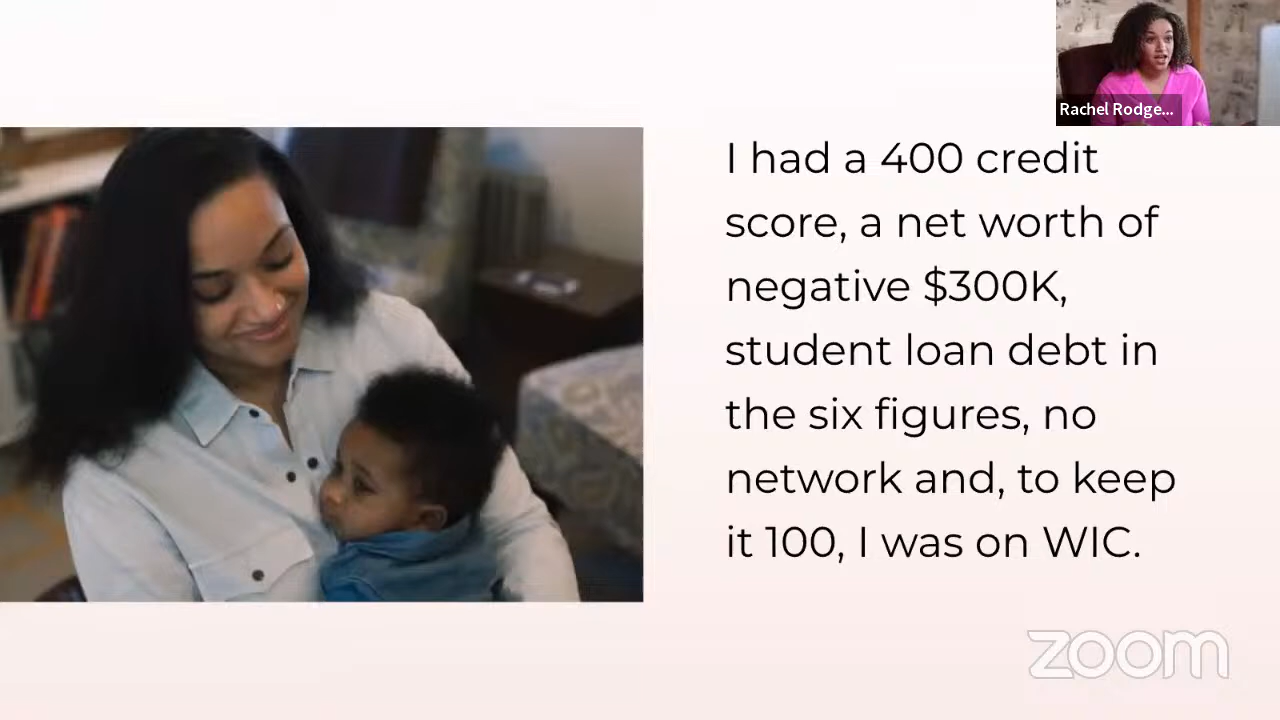 Rachel Rodge...
I had a 400 credit
score, a net worth of
negative $300K,
student loan debt in
the six figures, no
network and, to keep
it 100, I was on WIC.
zoom